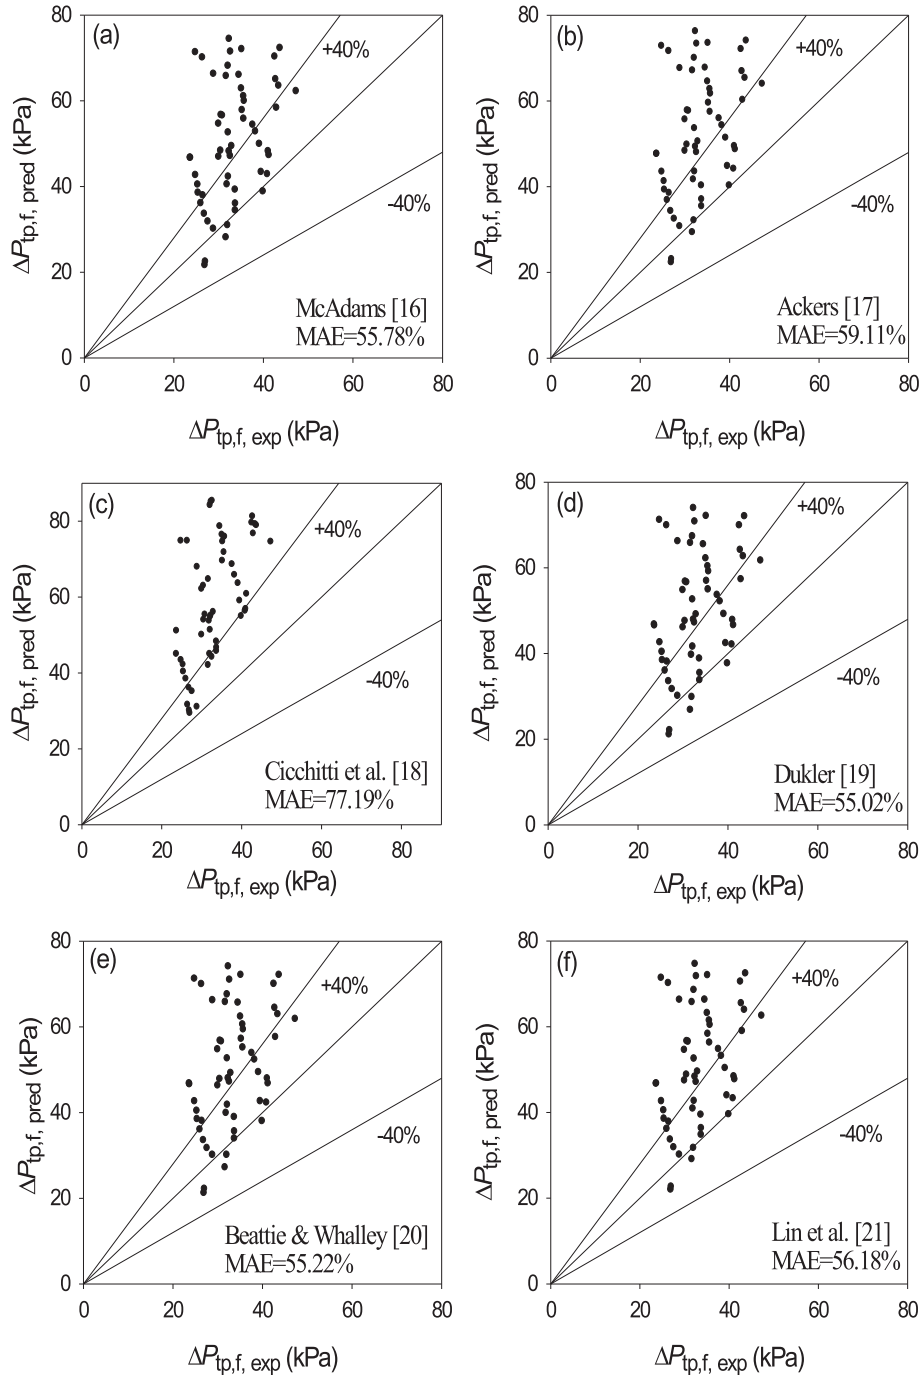 (a)
+40%
-40%
McAdams [16]
MAE=55.78%
80
60
40
20
0
0 20 40 60 80
ΔPtp,f, pred (kPa)
ΔPtp,f, exp (kPa)
(b)
+40%
-40%
Ackers [17]
MAE=59.11%
80
60
40
20
0
0 20 40 60 80
ΔPtp,f, pred (kPa)
ΔPtp,f, exp (kPa)
(c)
+40%
-40%
Cicchitti et al. [18]
MAE=77.19%
80
60
40
20
0
0 20 40 60 80
ΔPtp,f, pred (kPa)
ΔPtp,f, exp (kPa)
(d)
+40%
-40%
Dukler [19]
MAE=55.02%
80
60
40
20
0
0 20 40 60 80
ΔPtp,f, pred (kPa)
ΔPtp,f, exp (kPa)
(e)
+40%
-40%
Beattie & Whalley [20]
MAE=55.22%
80
60
40
20
0
0 20 40 60 80
ΔPtp,f, pred (kPa)
ΔPtp,f, exp (kPa)
(f)
+40%
-40%
Lin et al. [21]
MAE=56.18%
80
60
40
20
0
0 20 40 60 80
ΔPtp,f, pred (kPa)
ΔPtp,f, exp (kPa)